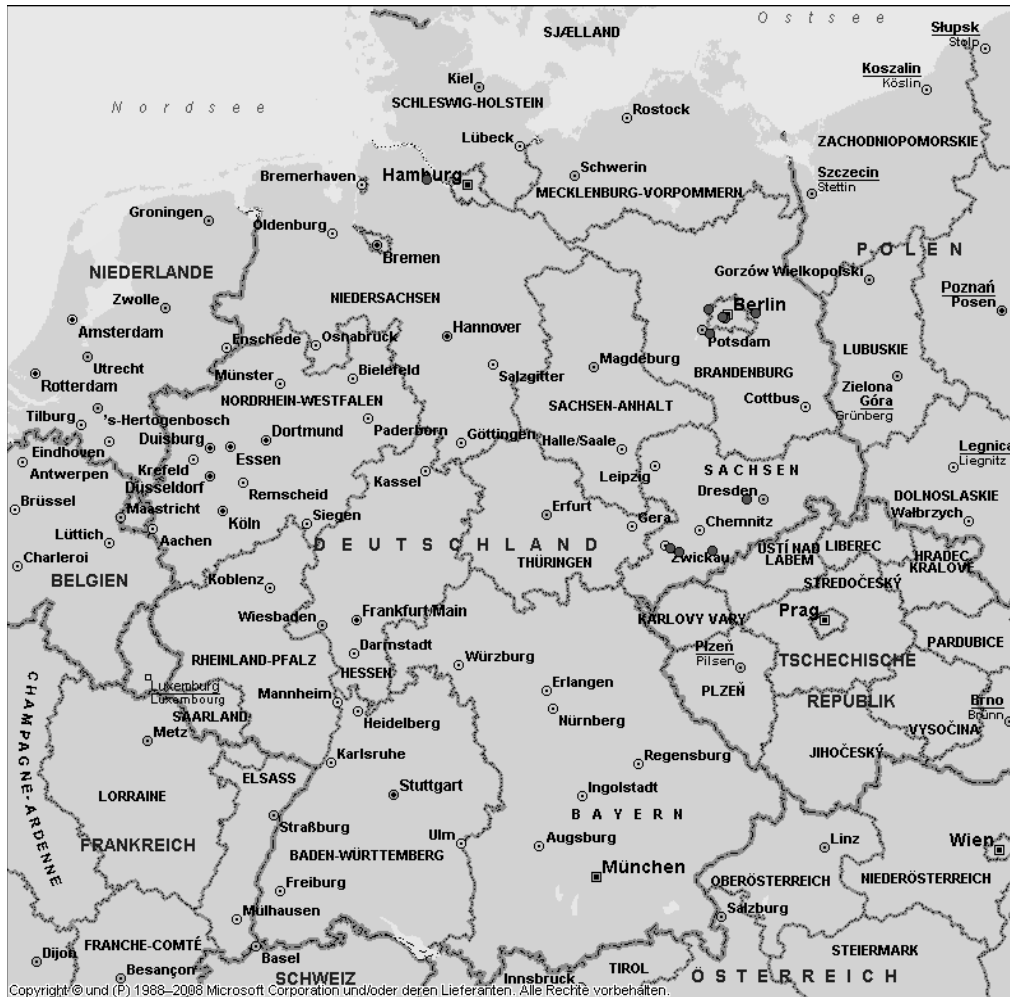 Ostsee
Słupsk
Stolp
SJÆLLAND
Koszalin
Köslin
Kiel
SCHLESWIG-HOLSTEIN
Nordsee
Rostock
Lübeck
ZACHODNIOPOMORSKIE
Schwerin
Szczecin
Stettin
Bremerhaven
Hamburg
MECKLENBURG-VORPOMMERN
Groningen
Oldenburg
Bremen
POLEN
NIEDERLANDE
Gorzów Wielkopolski
Zwolle
NIEDERSACHSEN
Berlin
Poznań
Posen
Amsterdam
Hannover
Enschede
Osnabrück
Potsdam
LUBUSKIE
Utrecht
Magdeburg
Rotterdam
Münster
Bielefeld
Salzgitter
BRANDENBURG
Zielona
Góra
Grünberg
NORDRHEIN-WESTFALEN
SACHSEN-ANHALT
Cottbus
Tilburg
's-Hertogenbosch
Duisburg
Dortmund
Paderborn
Göttingen
Halle/Saale
Legnica
Liegnitz
Eindhoven
Essen
Krefeld
Antwerpen
Düsseldorf
Remscheid
Kassel
Leipzig
SACHSEN
Dresden
DOLNOSLASKIE
Brüssel
Maastricht
Köln
Siegen
Erfurt
Gera
Chemnitz
Wałbrzych
Lüttich
Aachen
DEUTSCHLAND
Zwickau
ÚSTÍ NAD
LABEM
LIBEREC
HRADEC
KRALOVE
Charleroi
BELGIEN
Koblenz
THÜRINGEN
STREDOČESKÝ
Wiesbaden
Frankfurt/Main
KARLOVY VARY
Prag
RHEINLAND-PFALZ
Darmstadt
HESSEN
Würzburg
Plzeň
Pilsen
TSCHECHISCHE
REPUBLIK
PARDUBICE
CHAMPAGNE-ARDENNE
Luxemburg
Luxembourg
Mannheim
Erlangen
PLZEŇ
SAARLAND
Heidelberg
Nürnberg
Brno
Brünn
VYSOČINA
Metz
Karlsruhe
Regensburg
JIHOČESKÝ
ELSASS
LORRAINE
Stuttgart
Ingolstadt
BAYERN
Straßburg
FRANKREICH
BADEN-WÜRTTEMBERG
Ulm
Augsburg
Linz
Wien
München
Freiburg
OBERÖSTERREICH
NIEDERÖSTERREICH
Mülhausen
Salzburg
Dijon
FRANCHE-COMTÉ
Basel
STEIERMARK
Besançon
SCHWEIZ
Innsbruck
TIROL
ÖSTERREICH
Copyright © und (P) 1988–2008 Microsoft Corporation und/oder deren Lieferanten. Alle Rechte vorbehalten.